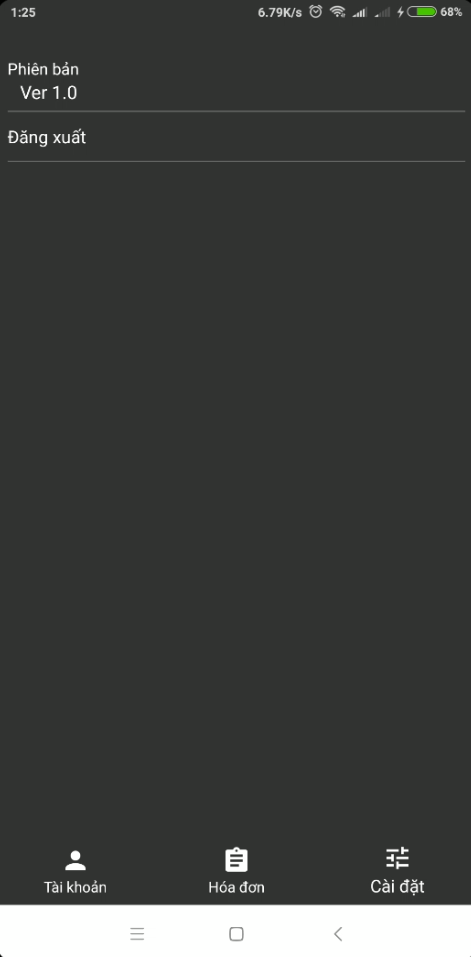 1:25 6.79K/s 68%
Phiên bản
Ver 1.0
Đăng xuất
Tài khoản Hóa đơn Cài đặt